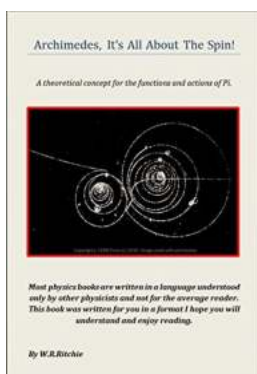 Archimedes, It's All About The Spin!
A theoretical concept for the functions and actions of Pi.
Most physics books are written in a language understood
only by other physicists and not for the average reader.
This book was written for you in a format I hope you will
understand and enjoy reading.
By W.R.Ritchie